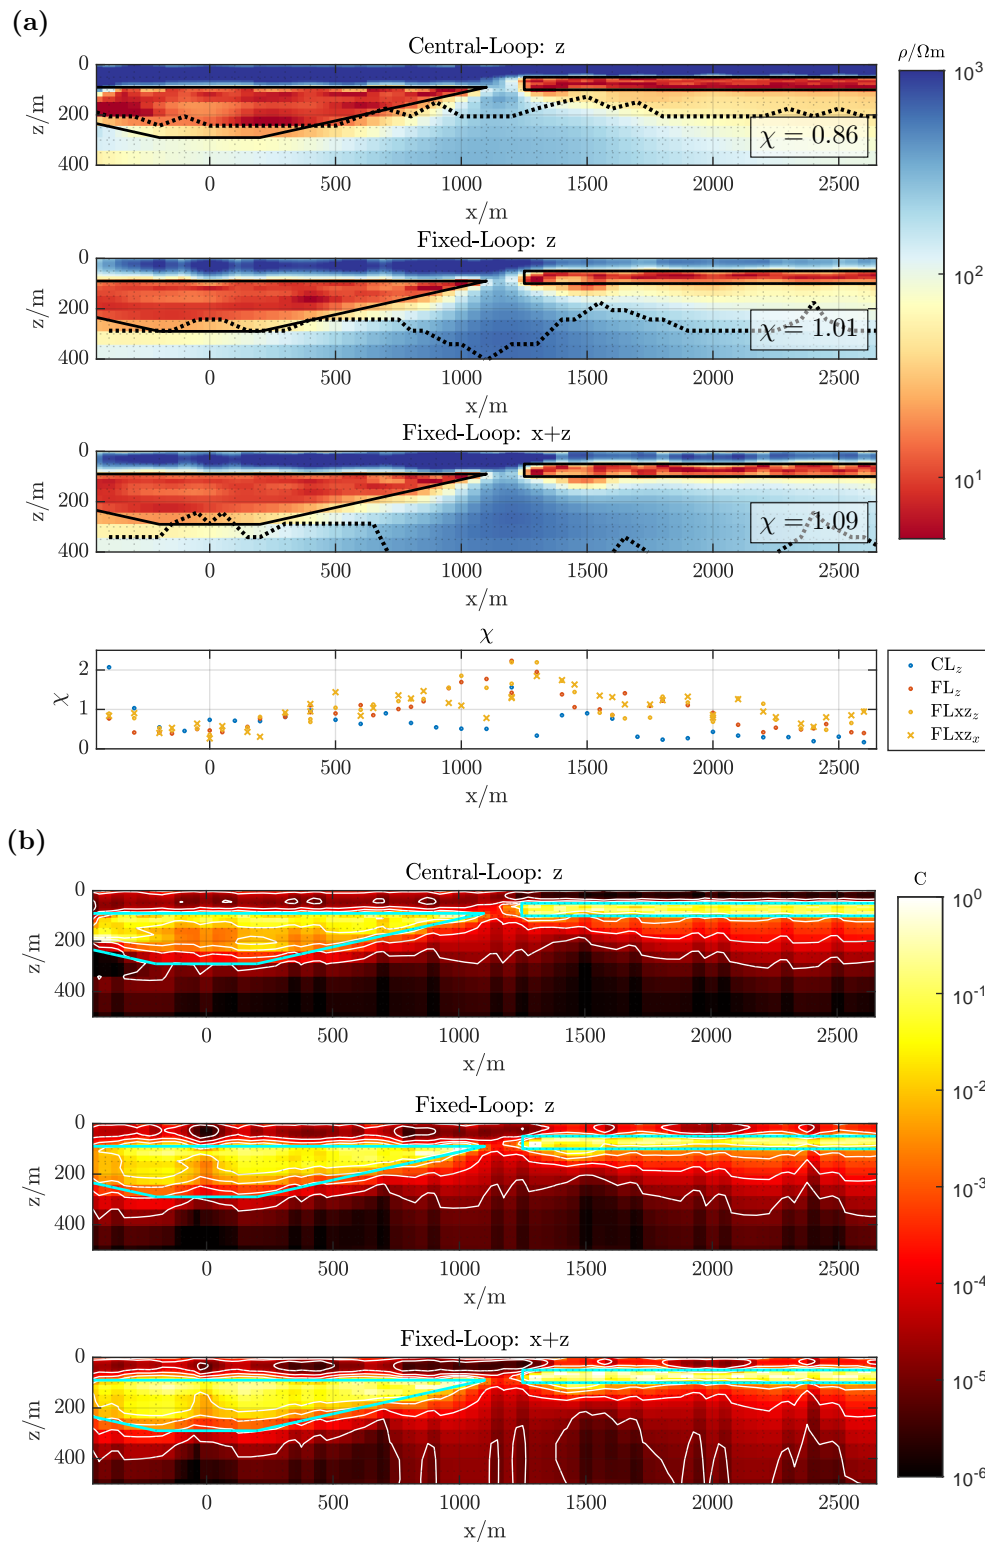 (a)
Central-Loop: z
ρ/Ωm
0
200
400
z/m
χ = 0.86
0 500 1000 1500 2000 2500
x/m
Fixed-Loop: z
0
200
400
z/m
χ = 1.01
0 500 1000 1500 2000 2500
x/m
Fixed-Loop: x+z
0
200
400
z/m
χ = 1.09
0 500 1000 1500 2000 2500
x/m
10³
10²
10¹
χ
2
1
0
χ
0 500 1000 1500 2000 2500
x/m
CL_z
FL_z
FLxz_z
FLxz_x
(b)
Central-Loop: z
C
0
200
400
z/m
0 500 1000 1500 2000 2500
x/m
Fixed-Loop: z
0
200
400
z/m
0 500 1000 1500 2000 2500
x/m
Fixed-Loop: x+z
0
200
400
z/m
0 500 1000 1500 2000 2500
x/m
10⁰
10⁻¹
10⁻²
10⁻³
10⁻⁴
10⁻⁵
10⁻⁶